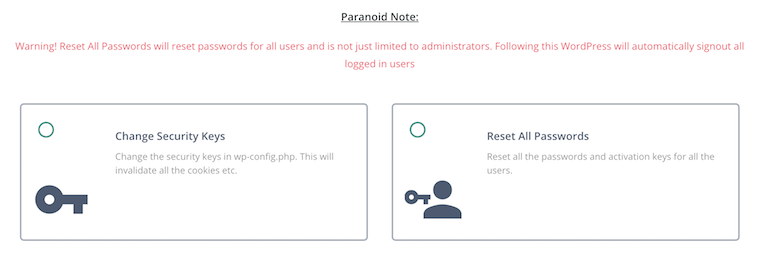 Paranoid Note:
Warning! Reset All Passwords will reset passwords for all users and is not just limited to administrators. Following this WordPress will automatically signout all
logged in users
Change Security Keys
Change the security keys in wp-config.php. This will
invalidate all the cookies etc.
Reset All Passwords
Reset all the passwords and activation keys for all the
users.